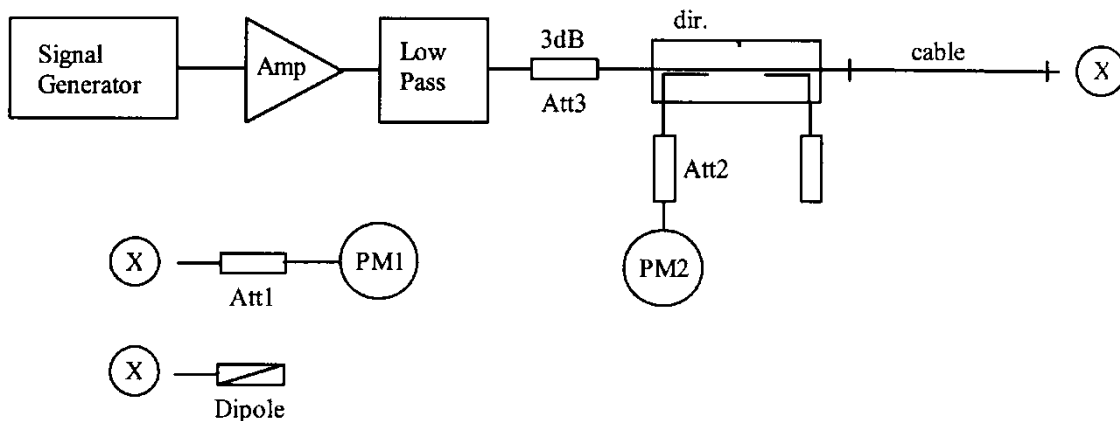 Signal
Generator
Amp
Low
Pass
3dB
Att3
dir.
cable
X
Att2
PM2
X
Att1
PM1
X
Dipole